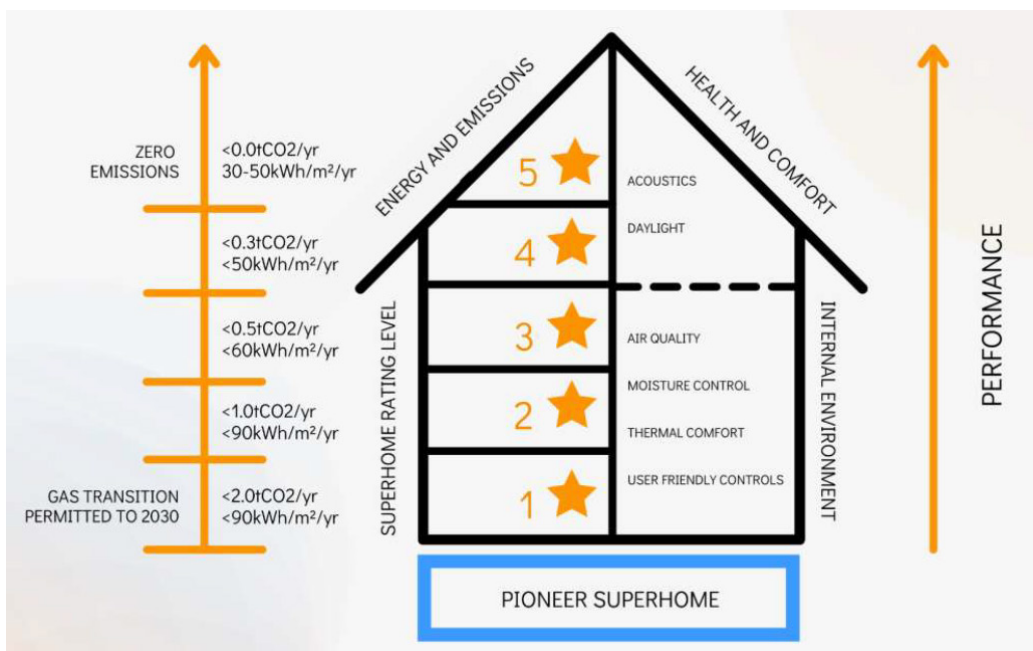 ZERO
EMISSIONS
<0.0tCO2/yr
30-50kWh/m²/yr
<0.3tCO2/yr
<50kWh/m²/yr
<0.5tCO2/yr
<60kWh/m²/yr
<1.0tCO2/yr
<90kWh/m²/yr
GAS TRANSITION
PERMITTED TO 2030
<2.0tCO2/yr
<90kWh/m²/yr
ENERGY AND EMISSIONS
SUPERHOME RATING LEVEL
5
4
3
2
1
HEALTH AND COMFORT
ACOUSTICS
DAYLIGHT
AIR QUALITY
MOISTURE CONTROL
THERMAL COMFORT
USER FRIENDLY CONTROLS
INTERNAL ENVIRONMENT
PERFORMANCE
PIONEER SUPERHOME